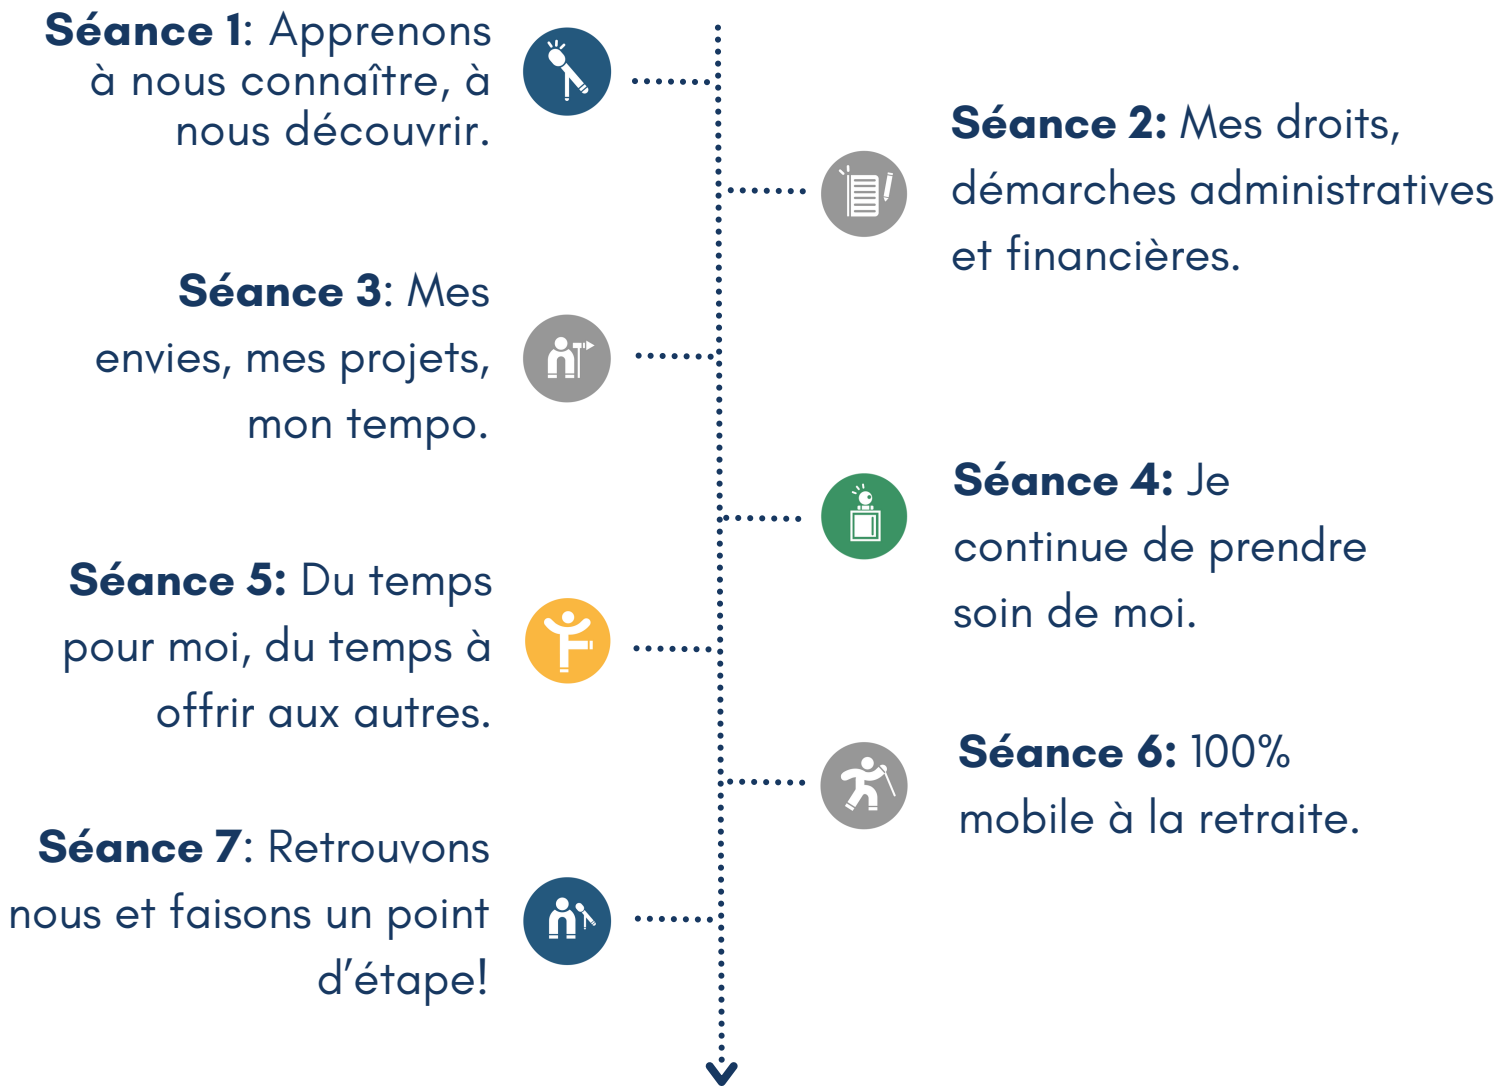 Séance 1: Apprenons
à nous connaître, à
nous découvrir.
Séance 2: Mes droits,
démarches administratives
et financières.
Séance 3: Mes
envies, mes projets,
mon tempo.
Séance 4: Je
continue de prendre
soin de moi.
Séance 5: Du temps
pour moi, du temps à
offrir aux autres.
Séance 6: 100%
mobile à la retraite.
Séance 7: Retrouvons
nous et faisons un point
d'étape!